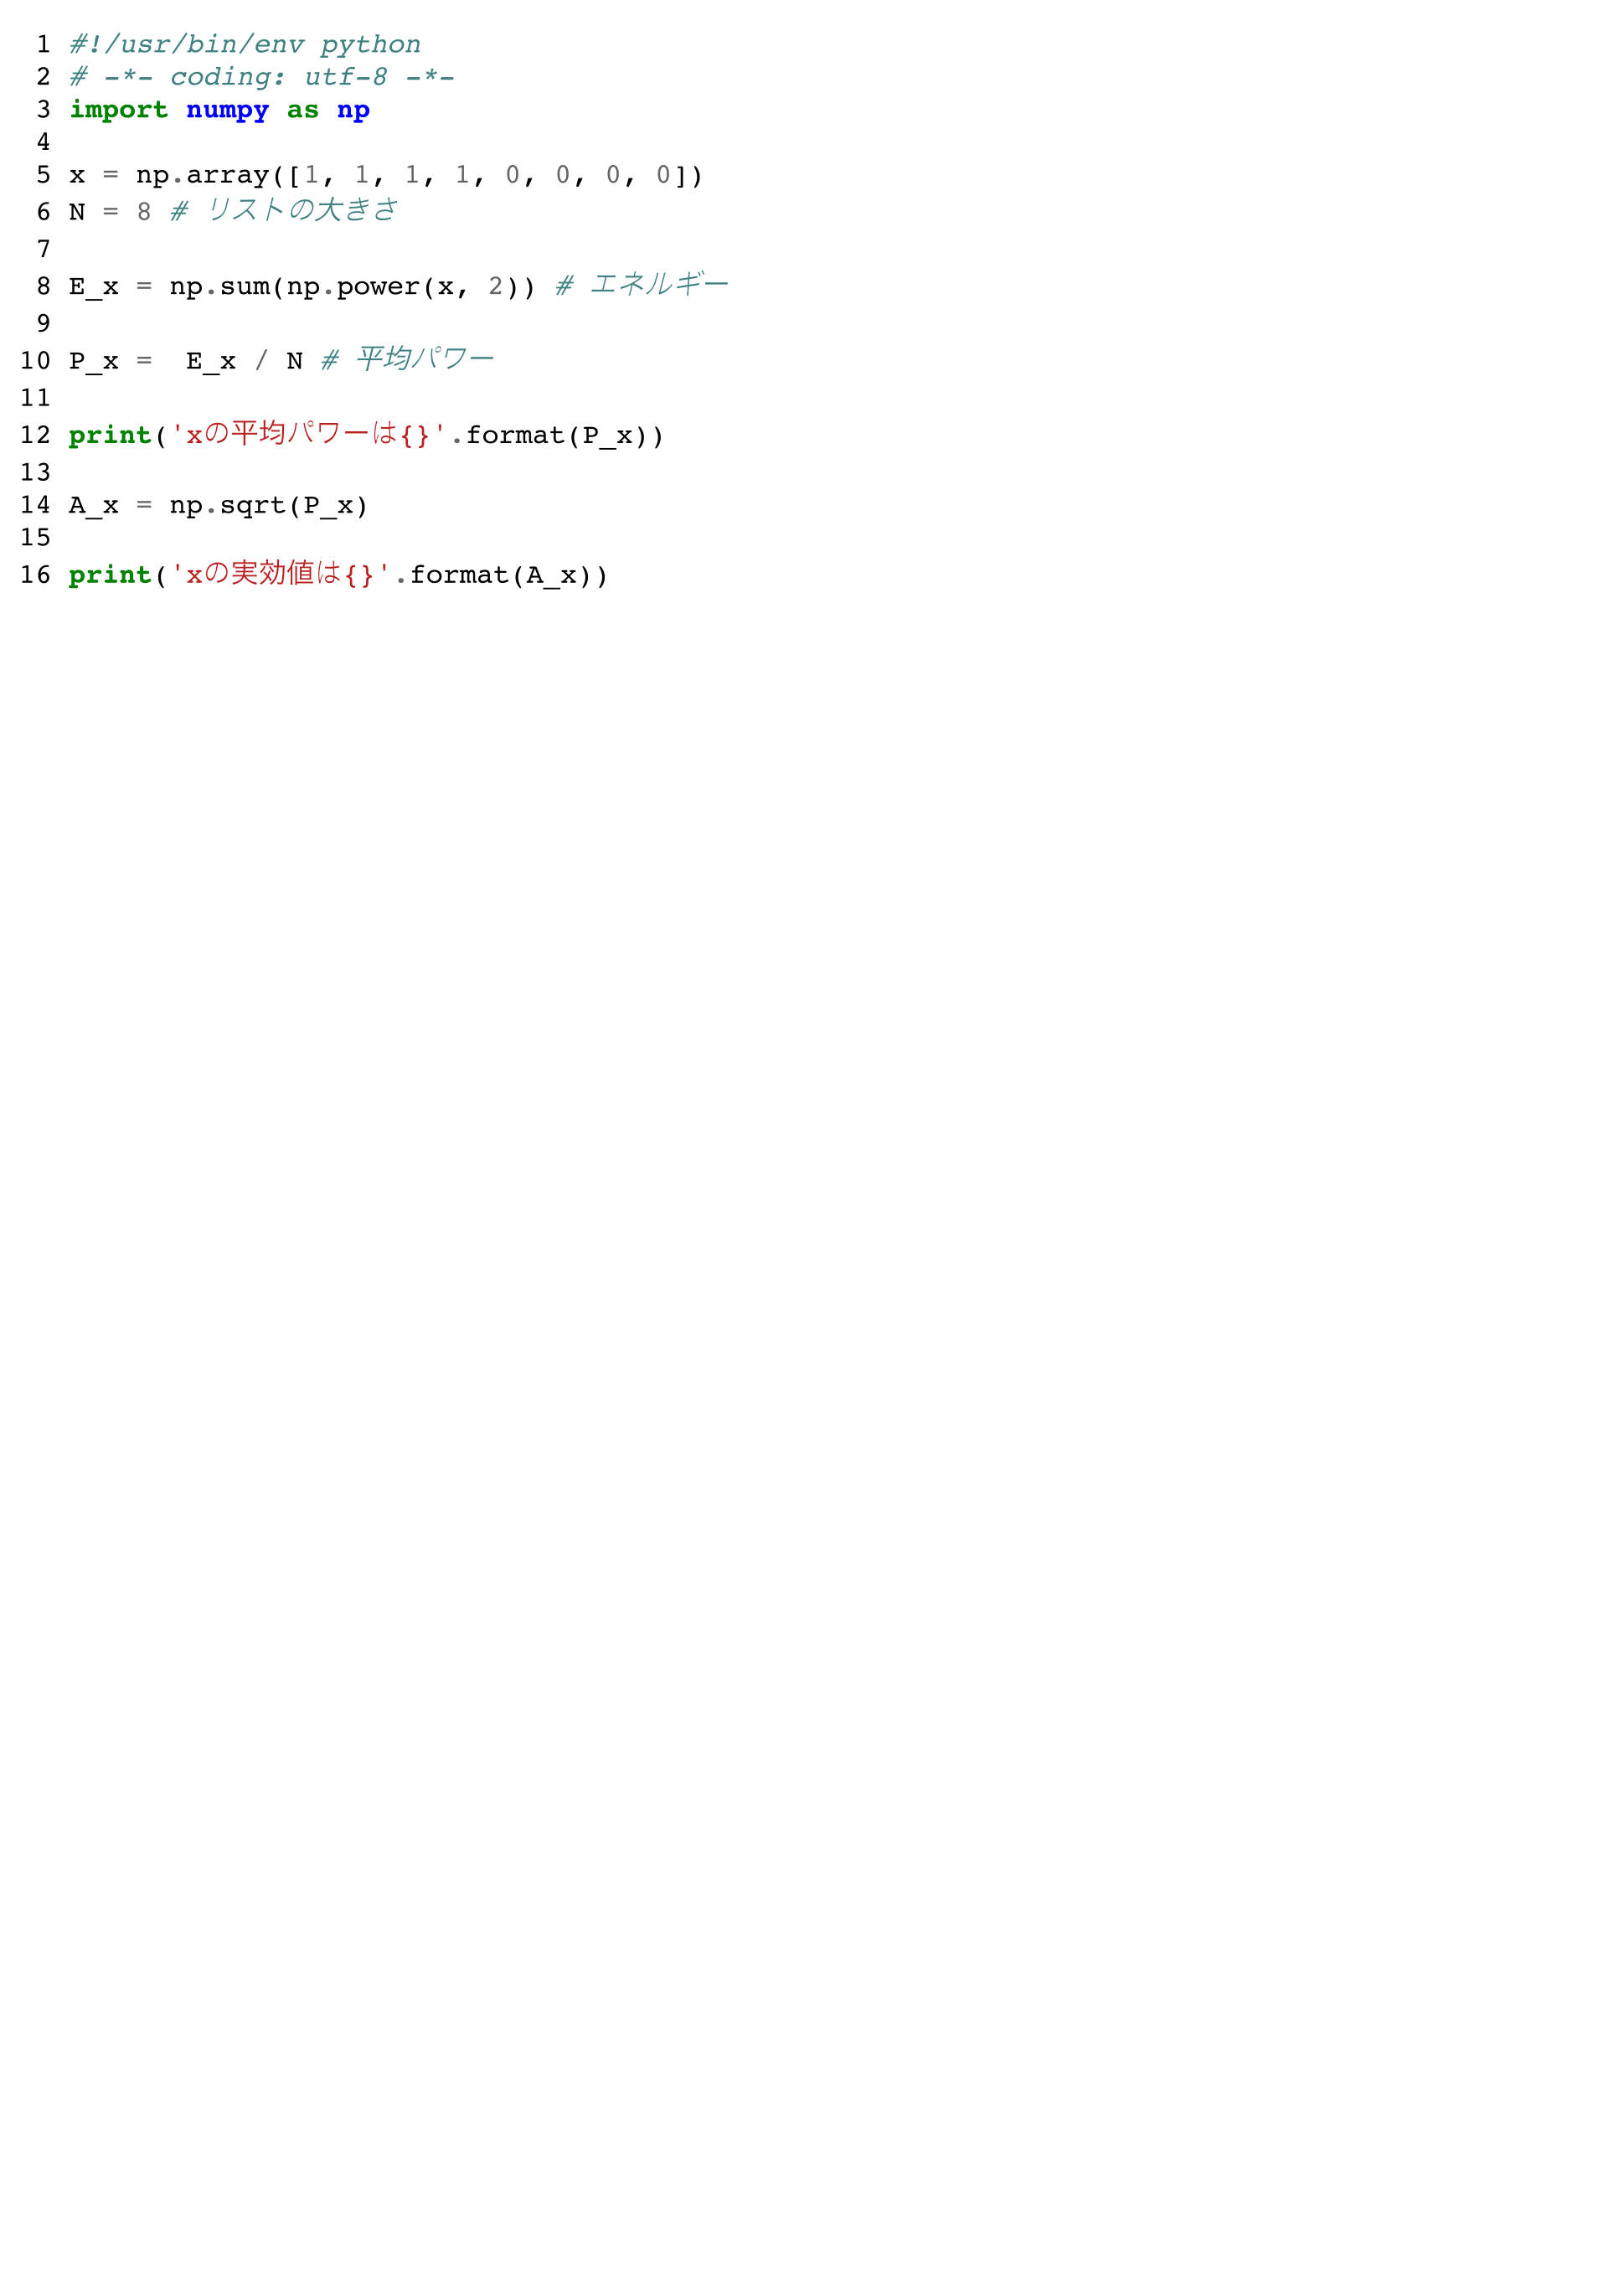 1 #!/usr/bin/env python
2 # -*- coding: utf-8 -*-
3 import numpy as np
4
5 x = np.array([1, 1, 1, 1, 0, 0, 0, 0])
6 N = 8 # リストの大きさ
7
8 E_x = np.sum(np.power(x, 2)) # エネルギー
9
10 P_x =  E_x / N # 平均パワー
11
12 print('xの平均パワーは{}'.format(P_x))
13
14 A_x = np.sqrt(P_x)
15
16 print('xの実効値は{}'.format(A_x))